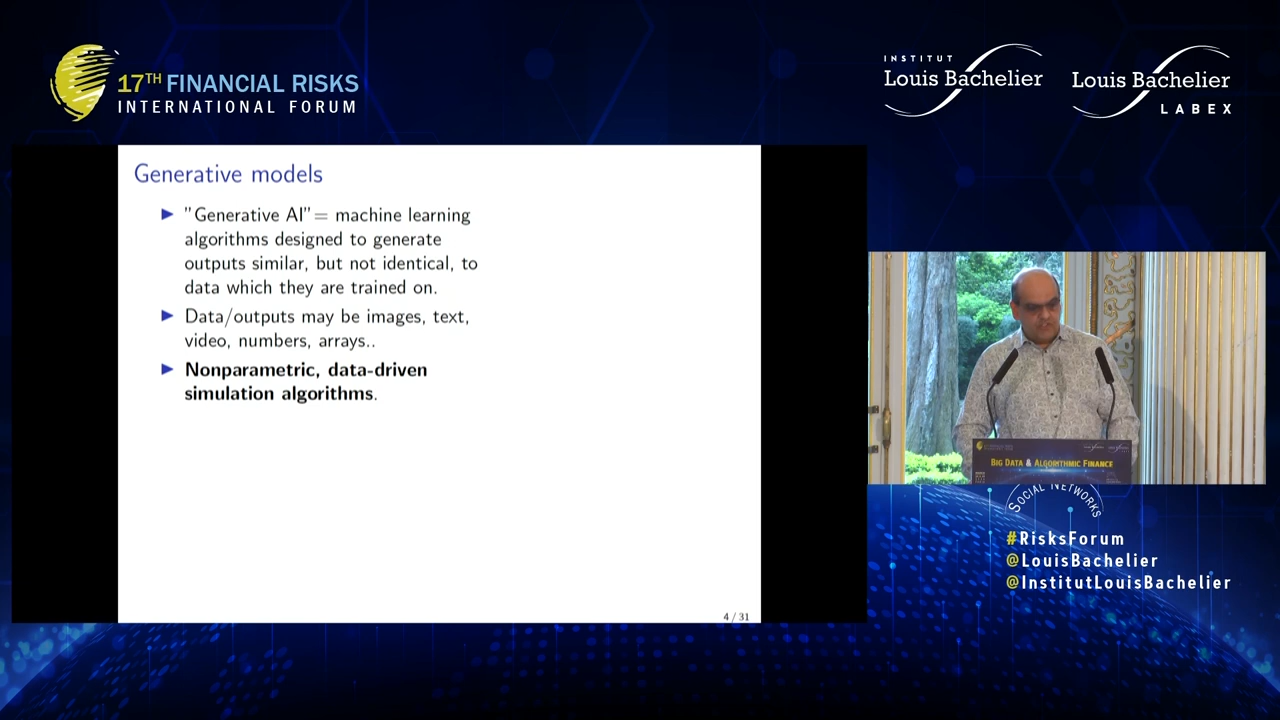 17TH FINANCIAL RISKS
INTERNATIONAL FORUM
INSTITUT
Louis Bachelier
Louis Bachelier
LABEX
Generative models
"Generative AI"= machine learning
algorithms designed to generate
outputs similar, but not identical, to
data which they are trained on.
Data/outputs may be images, text,
video, numbers, arrays..
Nonparametric, data-driven
simulation algorithms.
4 / 31
BIG DATA & ALGORITHMIC FINANCE
SOCIAL NETWORKS
#RisksForum
@LouisBachelier
@InstitutLouisBachelier